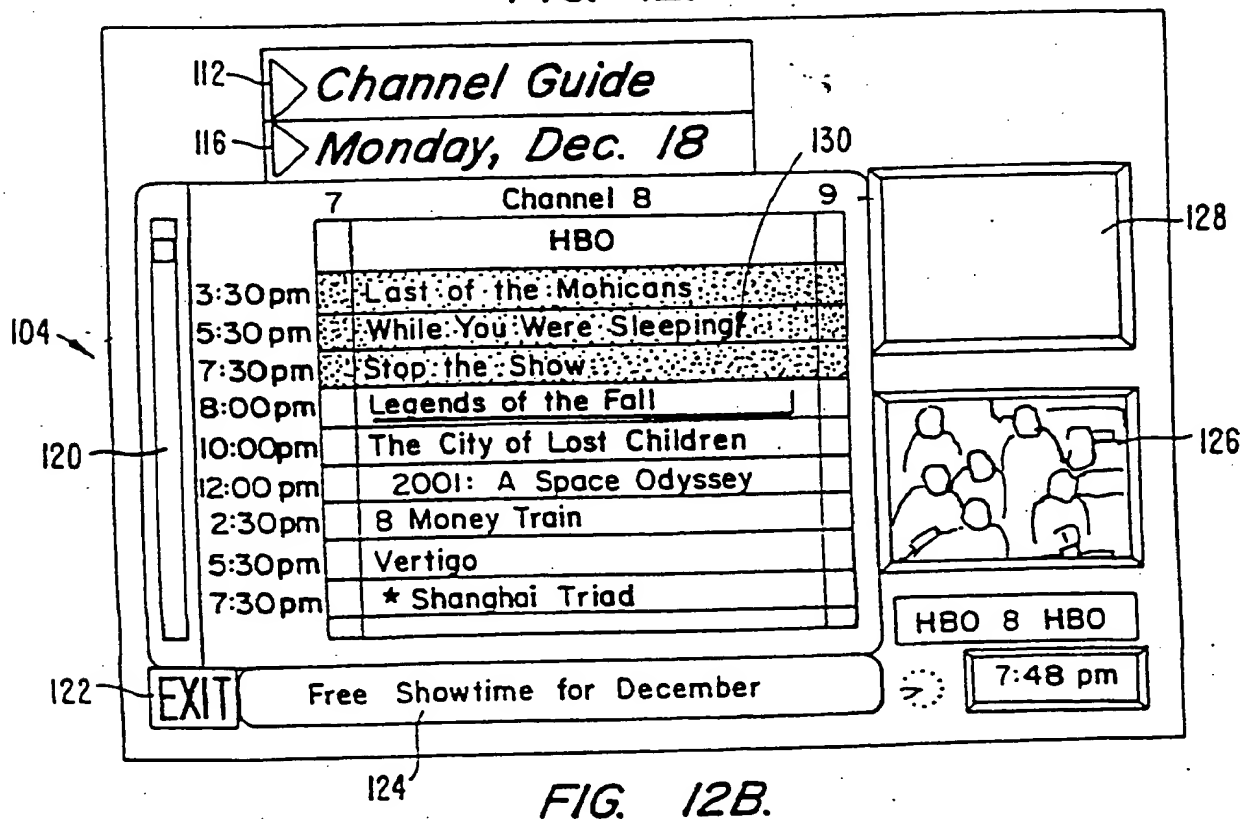 112 Channel Guide
116 Monday, Dec. 18
130
7 Channel 8 9
HBO
128
3:30pm Last of the Mohicans
5:30pm While You Were Sleeping
104
7:30pm Stop the Show
8:00pm Legends of the Fall
10:00pm The City of Lost Children
120
126
12:00 pm 2001: A Space Odyssey
2:30pm 8 Money Train
5:30pm Vertigo
7:30pm * Shanghai Triad
HBO 8 HBO
122 EXIT Free Showtime for December 7:48 pm
124
FIG. 12B.